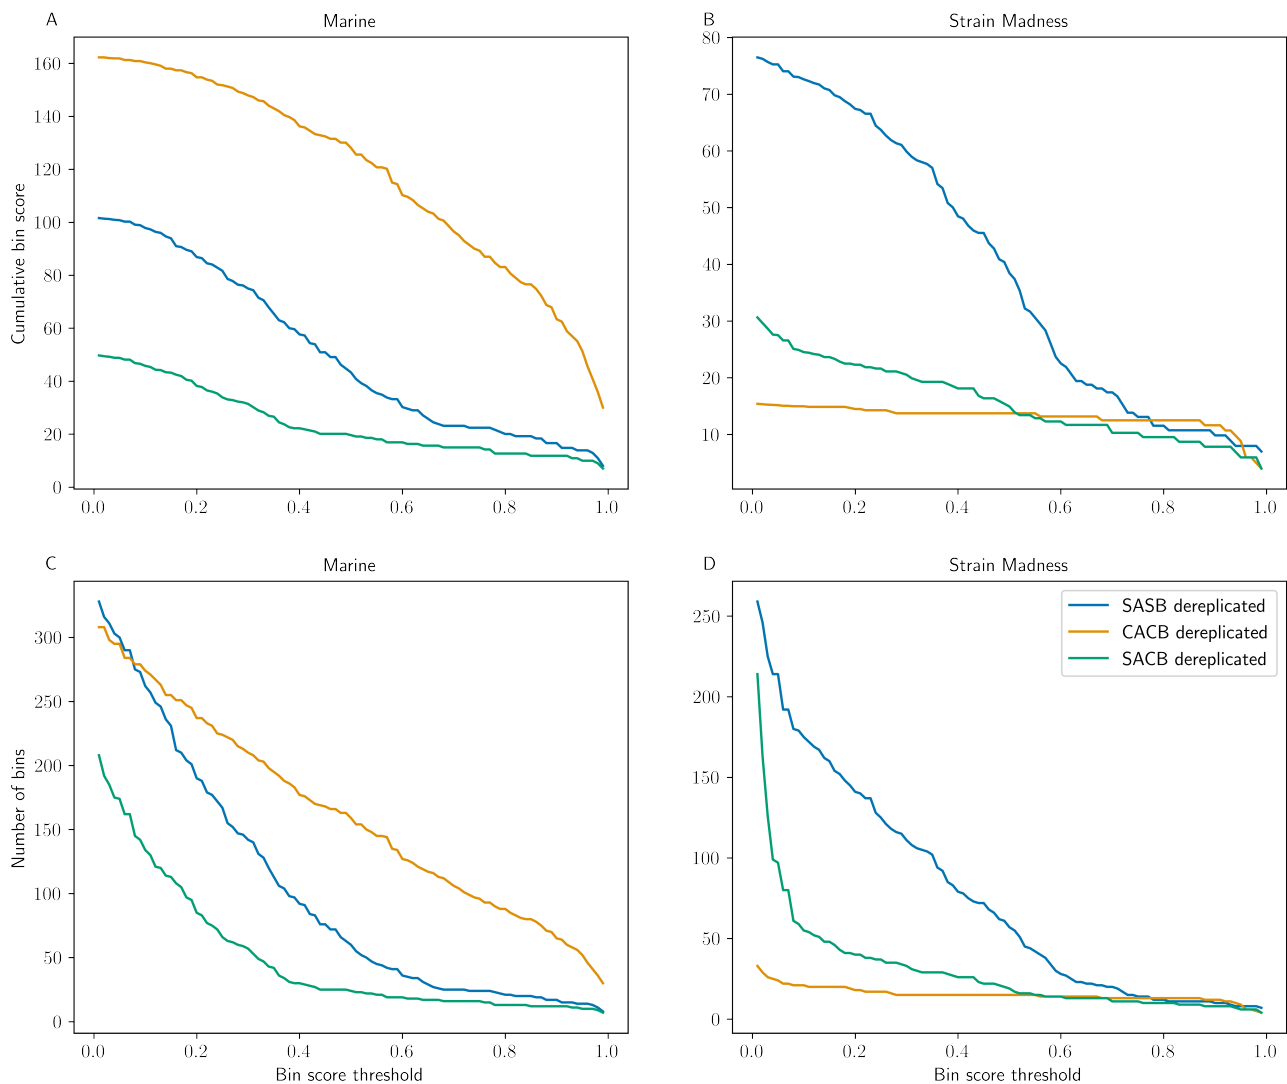 A
Marine
Cumulative bin score
160
140
120
100
80
60
40
20
0
0.0 0.2 0.4 0.6 0.8 1.0
B
Strain Madness
80
70
60
50
40
30
20
10
0.0 0.2 0.4 0.6 0.8 1.0
C
Marine
Number of bins
300
250
200
150
100
50
0
0.0 0.2 0.4 0.6 0.8 1.0
Bin score threshold
D
Strain Madness
SASB dereplicated
CACB dereplicated
SACB dereplicated
250
200
150
100
50
0
0.0 0.2 0.4 0.6 0.8 1.0
Bin score threshold